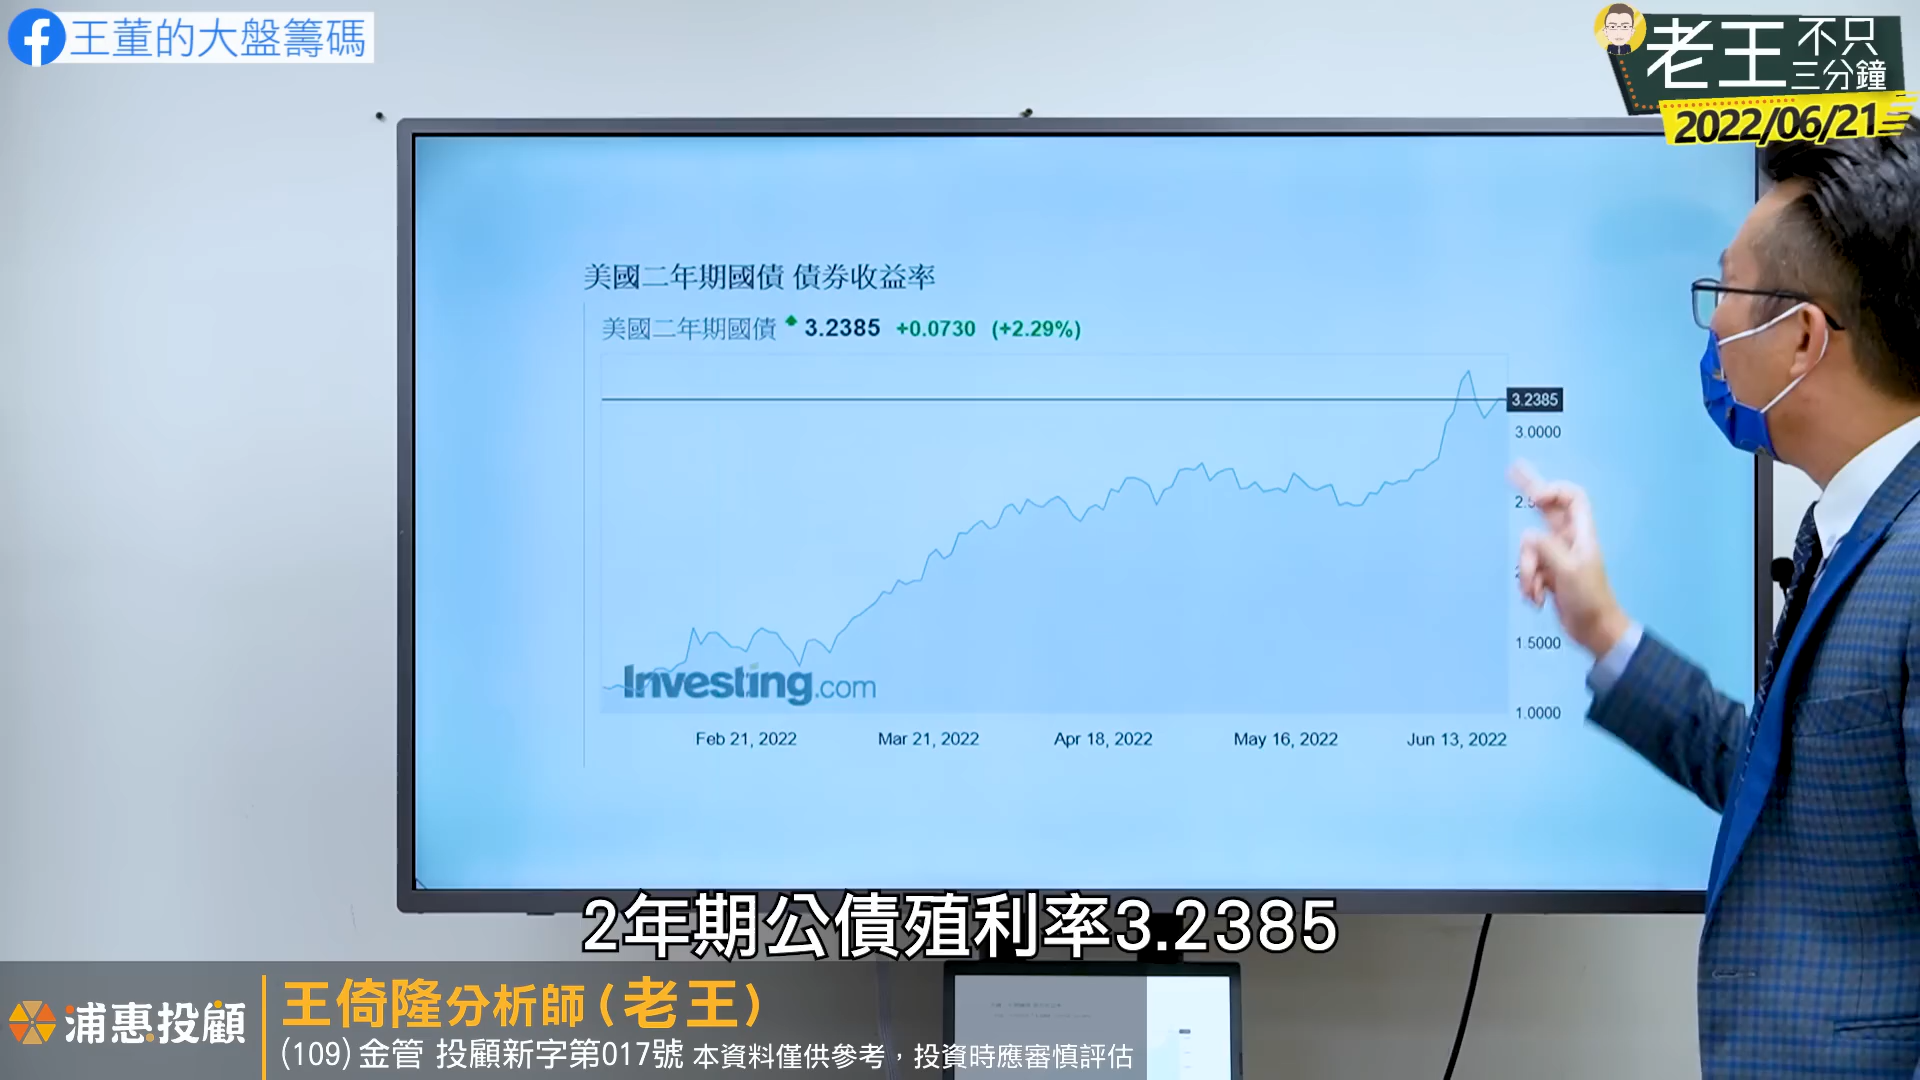 王董的大盤籌碼
老王 不只三分鐘
2022/06/21
美國二年期國債 債券收益率
美國二年期國債 3.2385 +0.0730 (+2.29%)
3.2385
3.0000
1.5000
1.0000
Investing.com
Feb 21, 2022 Mar 21, 2022 Apr 18, 2022 May 16, 2022 Jun 13, 2022
2年期公債殖利率3.2385
浦惠投顧
王倚隆分析師(老王)
(109)金管 投顧新字第017號 本資料僅供參考，投資時應審慎評估